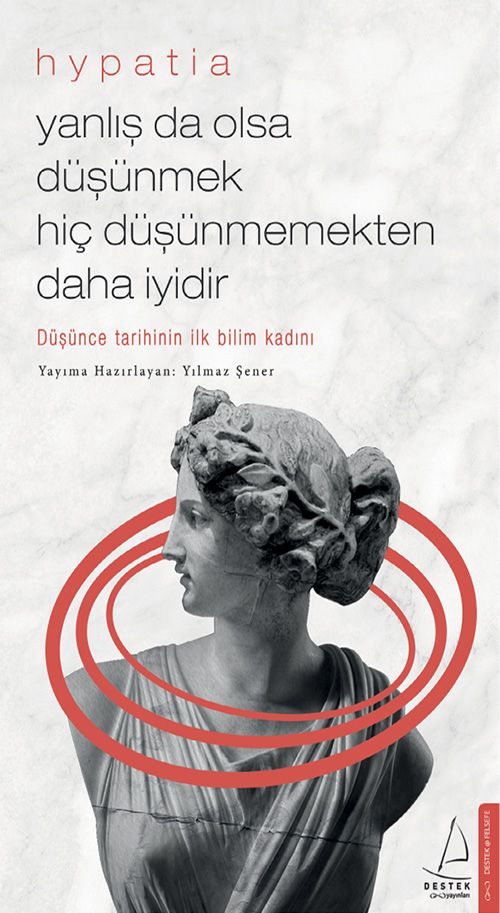 hypatia
yanlış da olsa
düşünmek
hiç düşünmemekten
daha iyidir
Düşünce tarihinin ilk bilim kadını
Yayıma Hazırlayan: Yılmaz Şener
DESTEK @ FELSEFE
DESTEK
yayınları